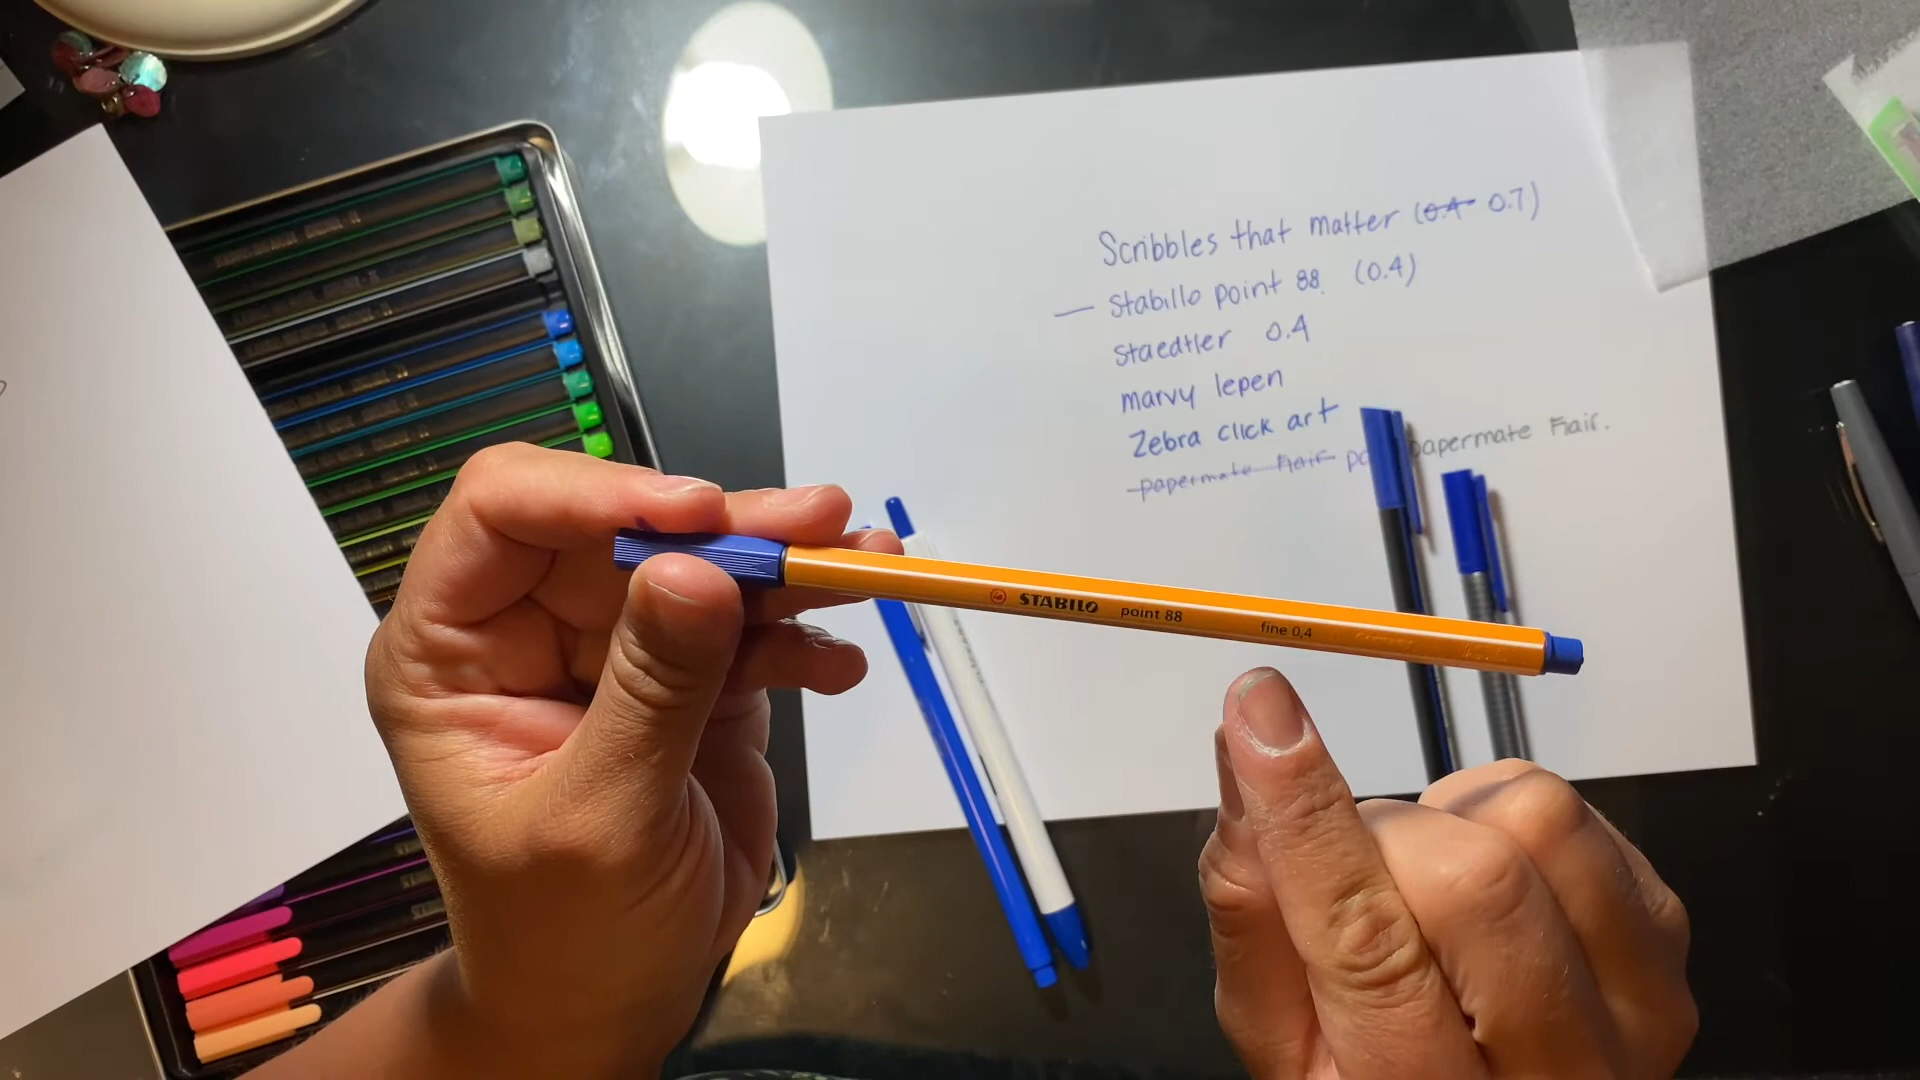 Scribbles that matter (0.4 0.7)
— Stabillo point 88. (0.4)
Staedtler 0.4
marvy lepen
Zebra click art
papermate Flair pa papermate Flair.
STABILO point 88 fine 0,4